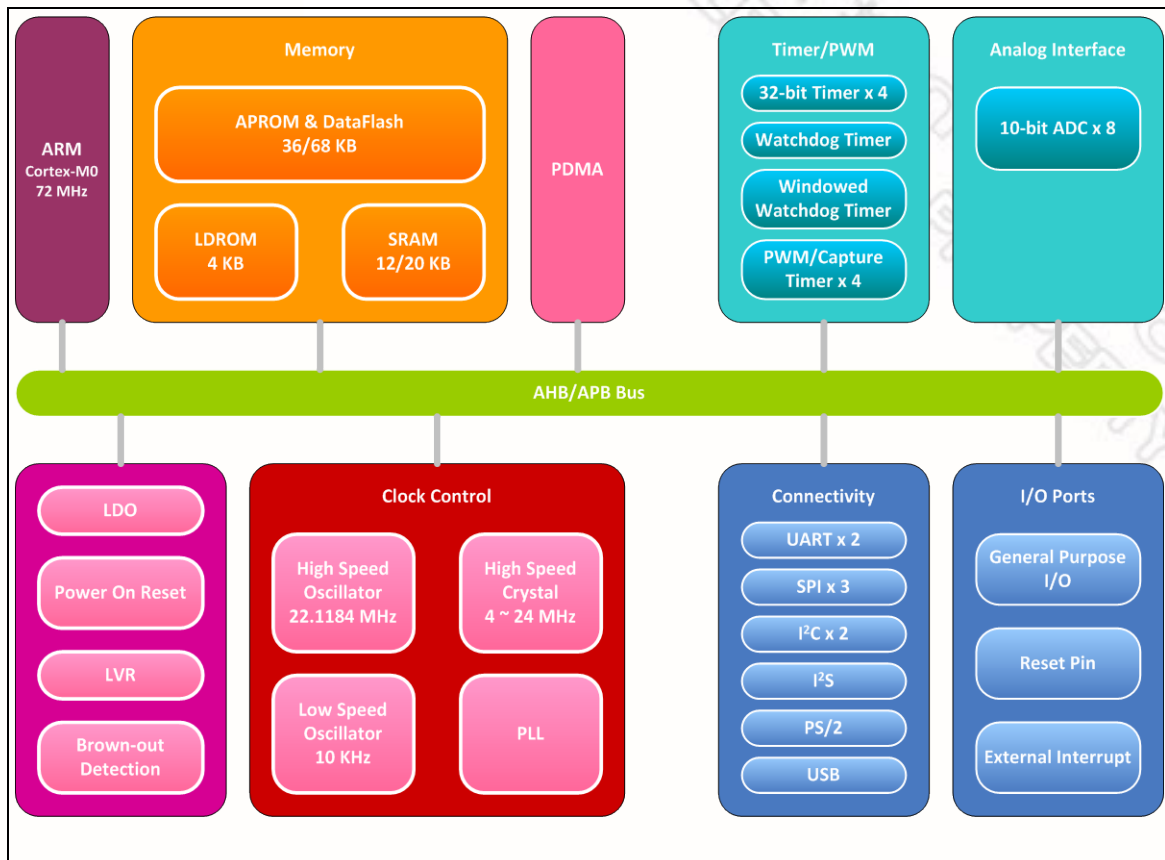 ARM
Cortex-M0
72 MHz
Memory
APROM & DataFlash
36/68 KB
LDROM
4 KB
SRAM
12/20 KB
PDMA
Timer/PWM
32-bit Timer x 4
Watchdog Timer
Windowed
Watchdog Timer
PWM/Capture
Timer x 4
Analog Interface
10-bit ADC x 8
AHB/APB Bus
LDO
Power On Reset
LVR
Brown-out
Detection
Clock Control
High Speed
Oscillator
22.1184 MHz
High Speed
Crystal
4 ~ 24 MHz
Low Speed
Oscillator
10 KHz
PLL
Connectivity
UART x 2
SPI x 3
I²C x 2
I²S
PS/2
USB
I/O Ports
General Purpose
I/O
Reset Pin
External Interrupt